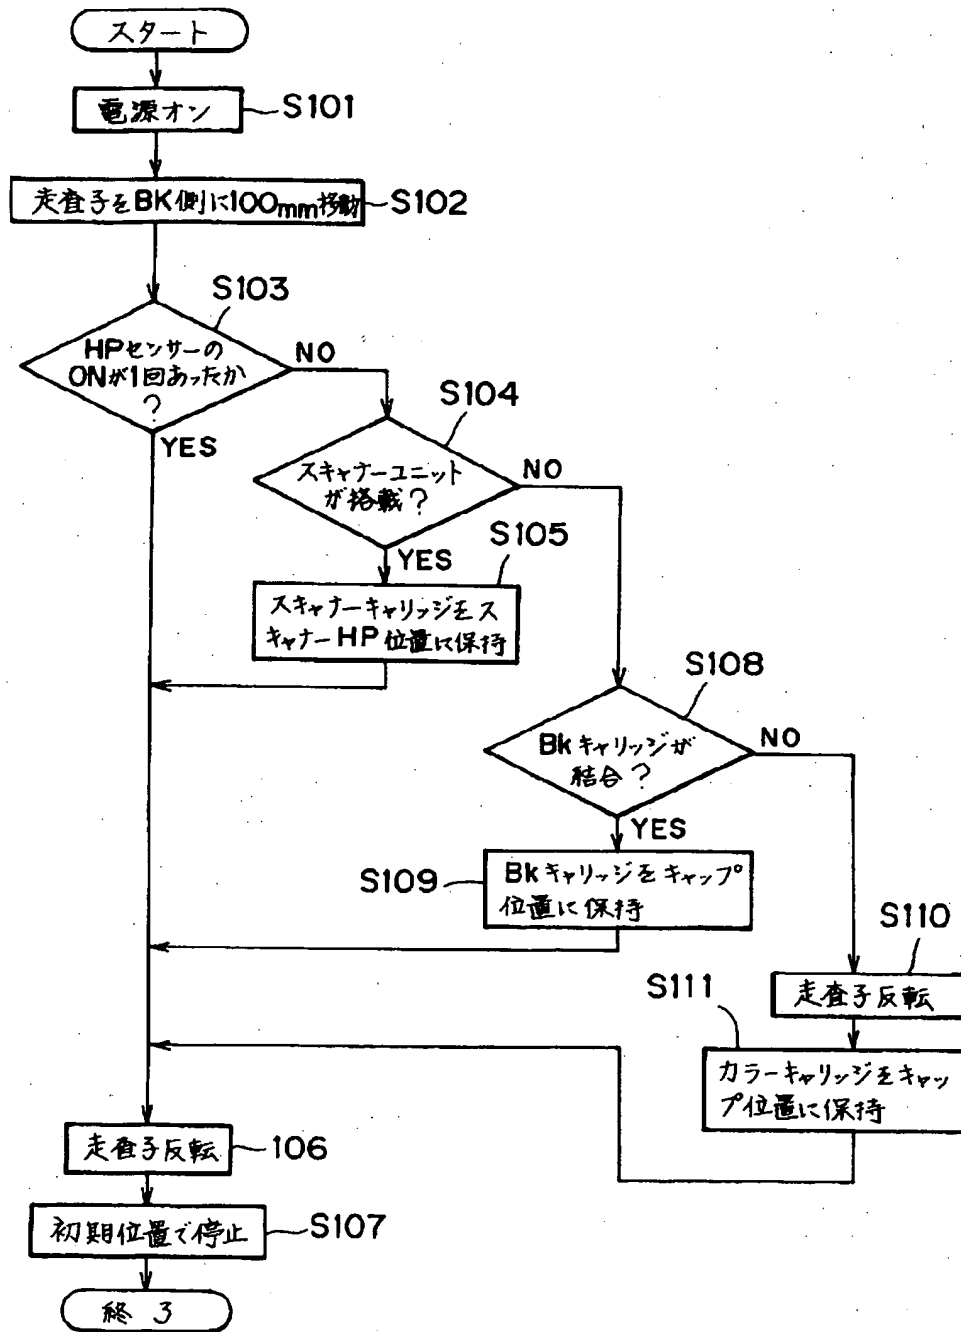 スタート
電源オン
S101
走査子をBK側に100mm移動
S102
S103
HPセンサーの
ONが1回あったか
?
NO
YES
S104
スキャナーユニット
が搭載?
NO
YES
S105
スキャナーキャリッジをス
キャナーHP位置に保持
S108
Bkキャリッジが
結合?
NO
YES
S109
Bkキャリッジをキャップ
位置に保持
S110
走査子反転
S111
カラーキャリッジをキャッ
プ位置に保持
走査子反転
106
初期位置で停止
S107
終了